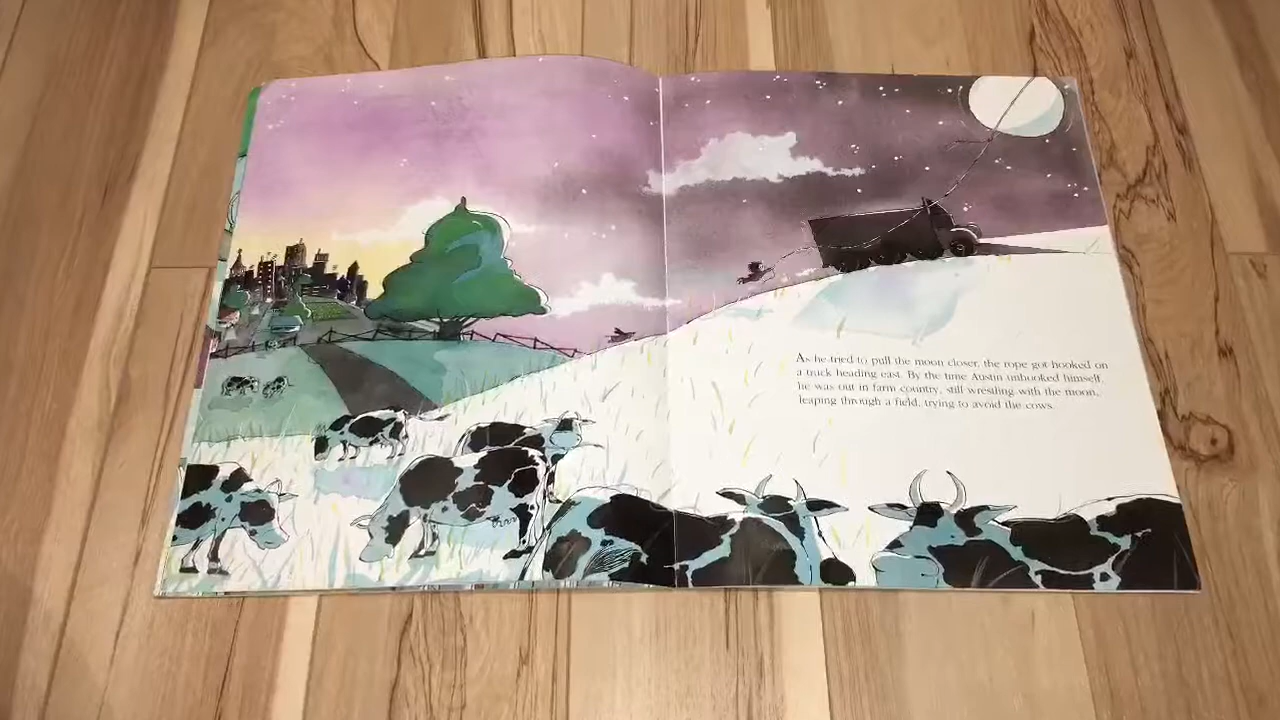 As he tried to pull the moon closer, the rope got hooked on
a truck heading east. By the time Austin unhooked himself,
he was out in farm country, still wrestling with the moon,
leaping through a field, trying to avoid the cows.